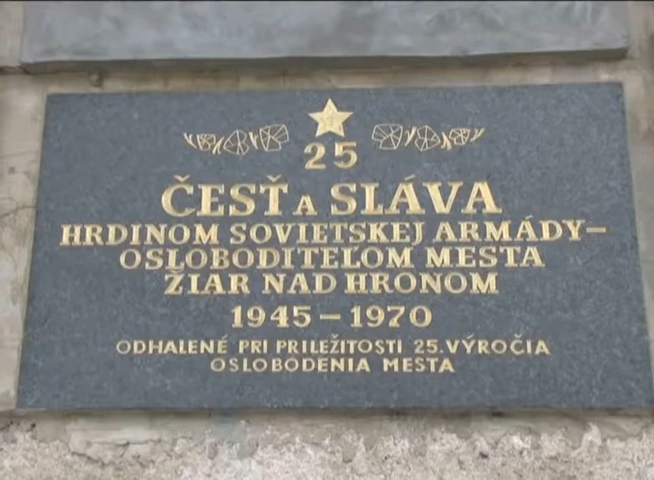 25
ČESŤ A SLÁVA
HRDINOM SOVIETSKEJ ARMÁDY–
OSLOBODITEĽOM MESTA
ŽIAR NAD HRONOM
1945 – 1970
ODHALENÉ PRI PRILEŽITOSTI 25. VÝROČIA
OSLOBODENIA MESTA